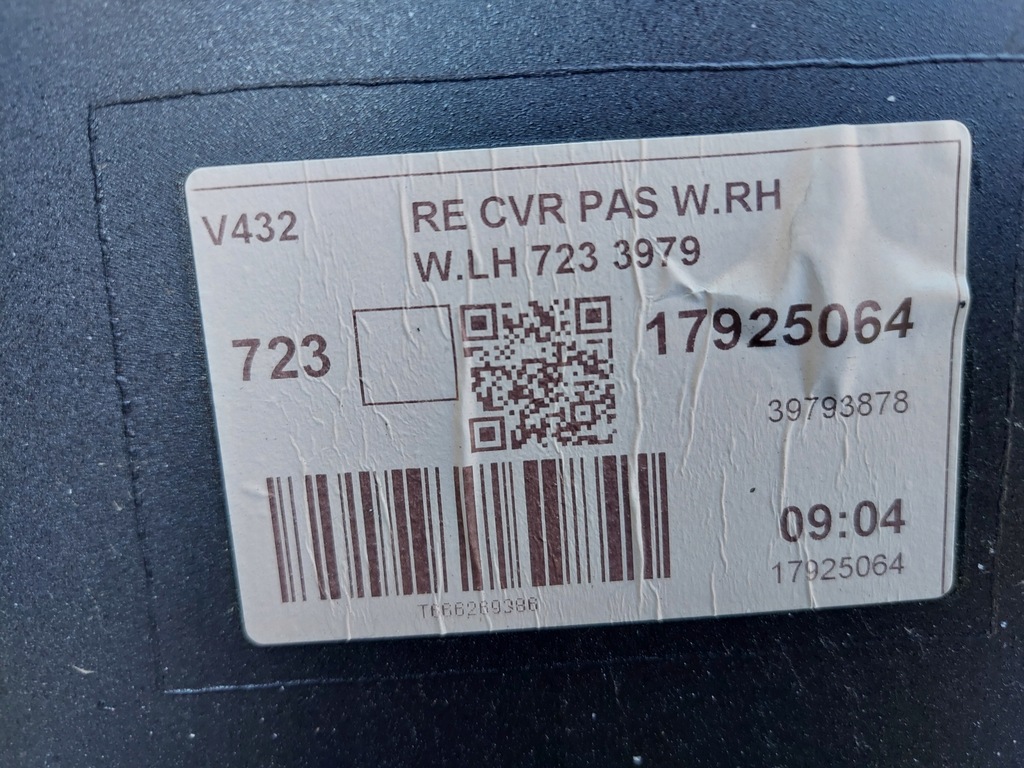 V432
RE CVR PAS W.RH
W.LH 723 3979
723
17925064
39793878
09:04
17925064
T666269386